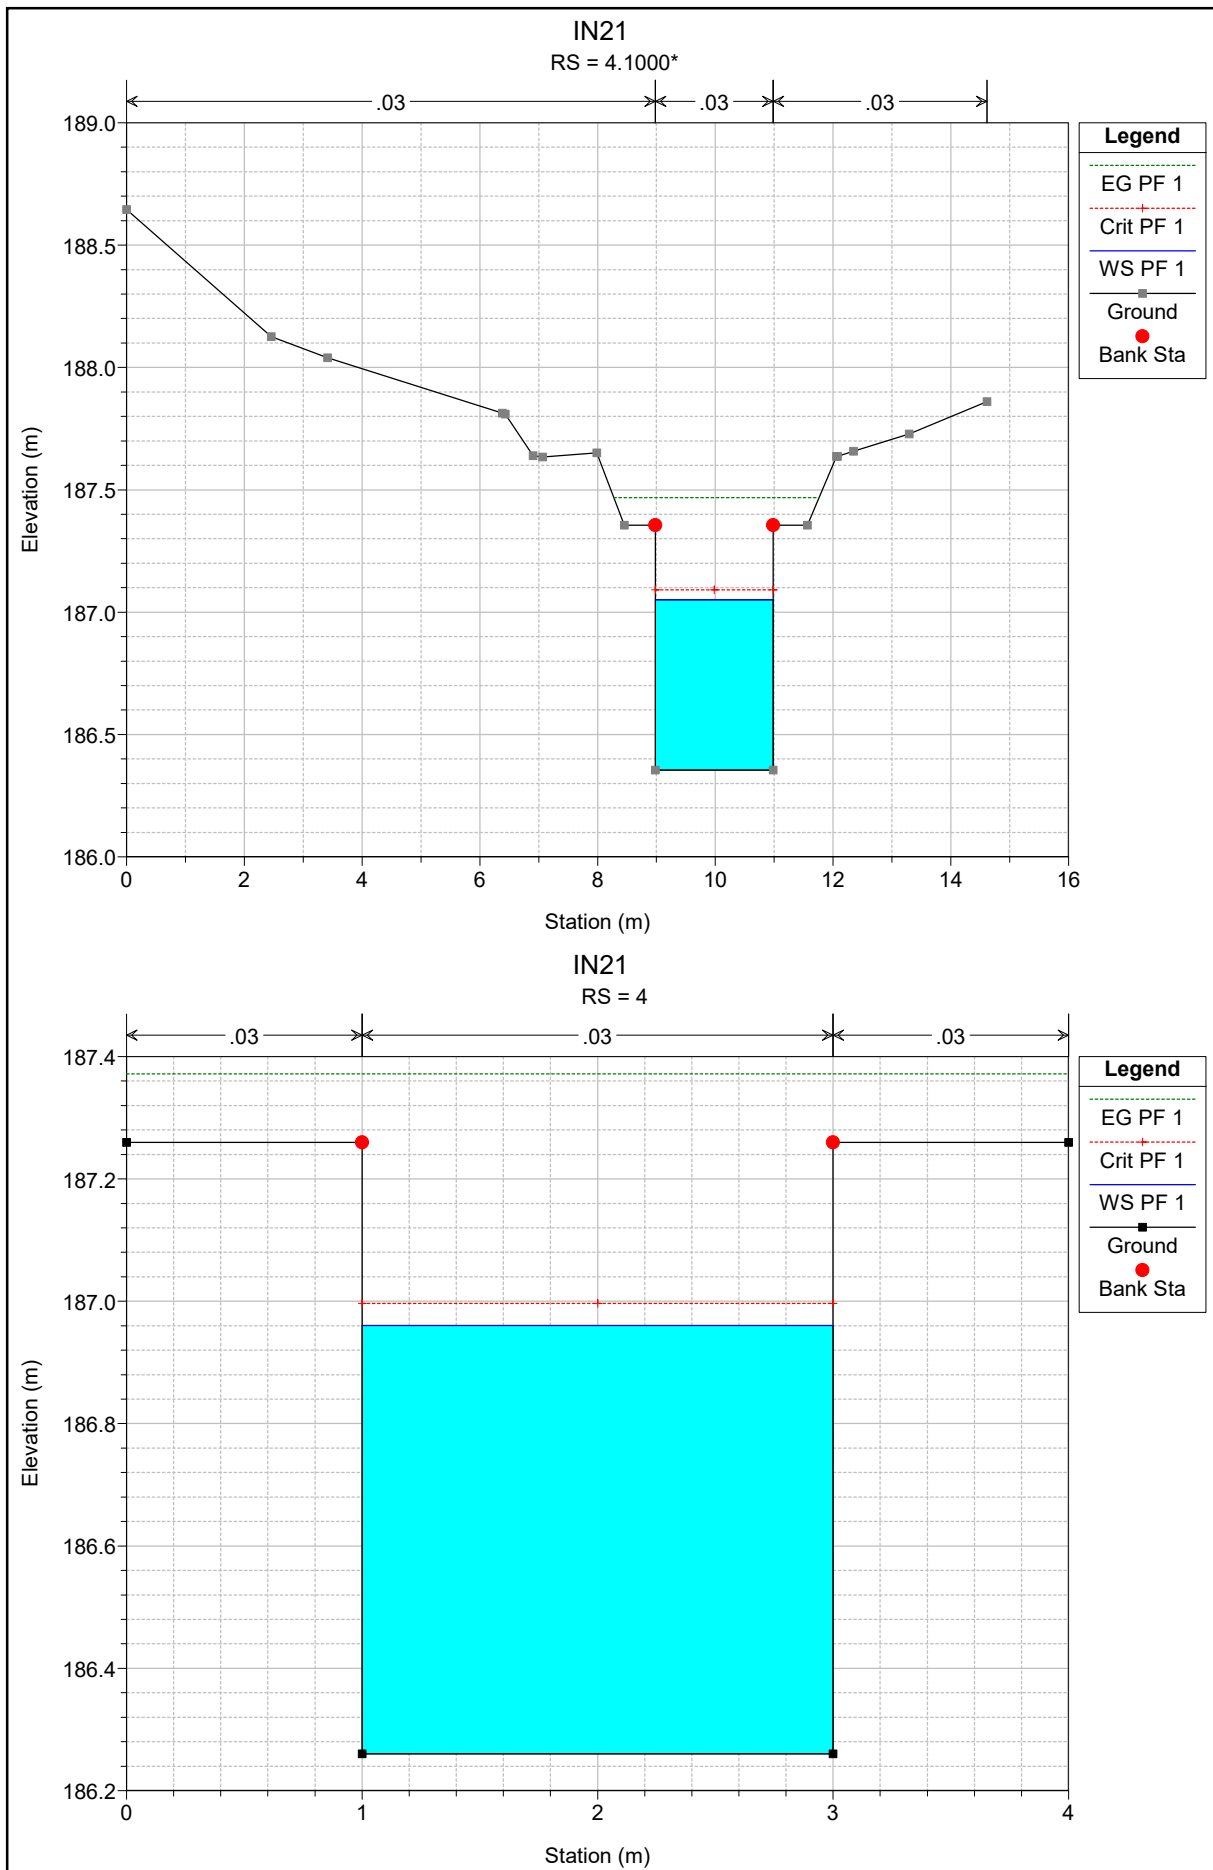 IN21
RS = 4.1000*
.03 .03 .03
189.0
188.5
188.0
187.5
187.0
186.5
186.0
0 2 4 6 8 10 12 14 16
Elevation (m)
Station (m)
Legend
EG PF 1
Crit PF 1
WS PF 1
Ground
Bank Sta
IN21
RS = 4
.03 .03 .03
187.4
187.2
187.0
186.8
186.6
186.4
186.2
0 1 2 3 4
Elevation (m)
Station (m)
Legend
EG PF 1
Crit PF 1
WS PF 1
Ground
Bank Sta